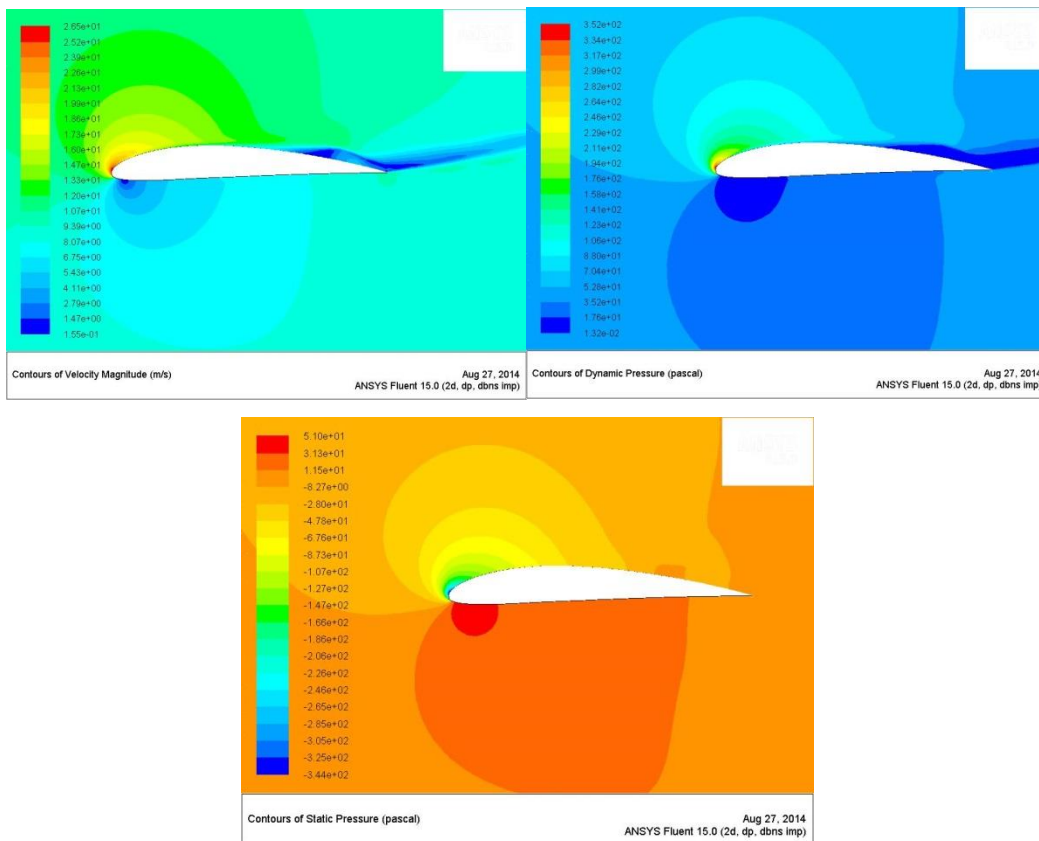 2.65e+01
2.52e+01
2.39e+01
2.26e+01
2.13e+01
1.99e+01
1.86e+01
1.73e+01
1.60e+01
1.47e+01
1.33e+01
1.20e+01
1.07e+01
9.39e+00
8.07e+00
6.75e+00
5.43e+00
4.11e+00
2.79e+00
1.47e+00
1.55e-01
Contours of Velocity Magnitude (m/s)
Aug 27, 2014
ANSYS Fluent 15.0 (2d, dp, dbns imp)
3.52e+02
3.34e+02
3.17e+02
2.99e+02
2.82e+02
2.64e+02
2.46e+02
2.29e+02
2.11e+02
1.94e+02
1.76e+02
1.58e+02
1.41e+02
1.23e+02
1.06e+02
8.80e+01
7.04e+01
5.28e+01
3.52e+01
1.76e+01
1.32e-02
Contours of Dynamic Pressure (pascal)
Aug 27, 2014
ANSYS Fluent 15.0 (2d, dp, dbns imp)
5.10e+01
3.13e+01
1.15e+01
-8.27e+00
-2.80e+01
-4.78e+01
-6.76e+01
-8.73e+01
-1.07e+02
-1.27e+02
-1.47e+02
-1.66e+02
-1.86e+02
-2.06e+02
-2.26e+02
-2.46e+02
-2.65e+02
-2.85e+02
-3.05e+02
-3.25e+02
-3.44e+02
Contours of Static Pressure (pascal)
Aug 27, 2014
ANSYS Fluent 15.0 (2d, dp, dbns imp)